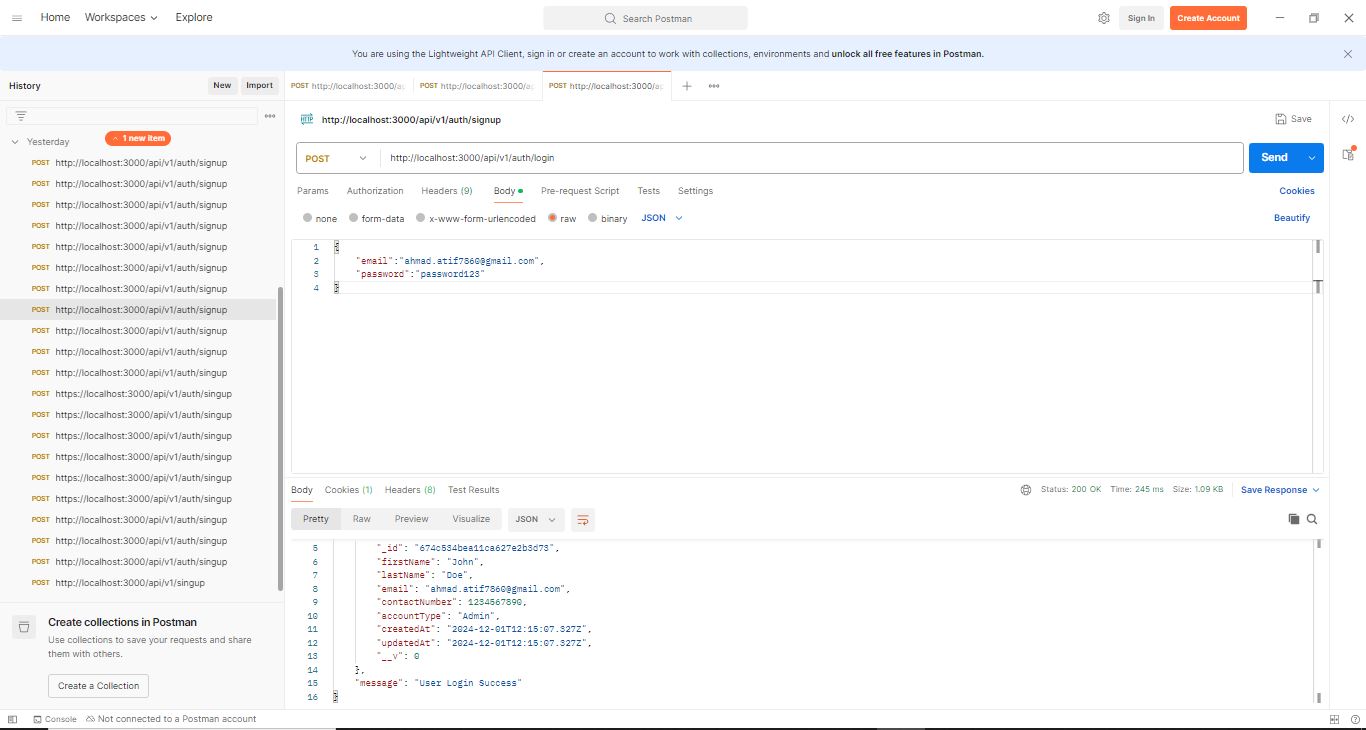 Home Workspaces Explore Search Postman Sign In Create Account
You are using the Lightweight API Client, sign in or create an account to work with collections, environments and unlock all free features in Postman.
History New Import
POST http://localhost:3000/a POST http://localhost:3000/a POST http://localhost:3000/ap
http://localhost:3000/api/v1/auth/signup Save
Yesterday 1 new item
POST http://localhost:3000/api/v1/auth/signup
POST http://localhost:3000/api/v1/auth/signup
POST http://localhost:3000/api/v1/auth/signup
POST http://localhost:3000/api/v1/auth/signup
POST http://localhost:3000/api/v1/auth/signup
POST http://localhost:3000/api/v1/auth/signup
POST http://localhost:3000/api/v1/auth/signup
POST http://localhost:3000/api/v1/auth/signup
POST http://localhost:3000/api/v1/auth/signup
POST http://localhost:3000/api/v1/auth/signup
POST http://localhost:3000/api/v1/auth/signup
POST https://localhost:3000/api/v1/auth/singup
POST https://localhost:3000/api/v1/auth/singup
POST https://localhost:3000/api/v1/auth/singup
POST https://localhost:3000/api/v1/auth/singup
POST https://localhost:3000/api/v1/auth/singup
POST https://localhost:3000/api/v1/auth/singup
POST http://localhost:3000/api/v1/auth/singup
POST http://localhost:3000/api/v1/auth/singup
POST http://localhost:3000/api/v1/auth/singup
POST http://localhost:3000/api/v1/singup
Create collections in Postman
Use collections to save your requests and share
them with others.
Create a Collection
POST http://localhost:3000/api/v1/auth/login Send
Params Authorization Headers (9) Body Pre-request Script Tests Settings Cookies
none form-data x-www-form-urlencoded raw binary JSON Beautify
1 {
2 "email":"ahmad.atif7860@gmail.com",
3 "password":"password123"
4 }
Body Cookies (1) Headers (8) Test Results Status: 200 OK Time: 245 ms Size: 1.09 KB Save Response
Pretty Raw Preview Visualize JSON
5 "_id": "674c534bea11ca627e2b3d73",
6 "firstName": "John",
7 "lastName": "Doe",
8 "email": "ahmad.atif7860@gmail.com",
9 "contactNumber": 1234567890,
10 "accountType": "Admin",
11 "createdAt": "2024-12-01T12:15:07.327Z",
12 "updatedAt": "2024-12-01T12:15:07.327Z",
13 "__v": 0
14 },
15 "message": "User Login Success"
16 }
Console Not connected to a Postman account